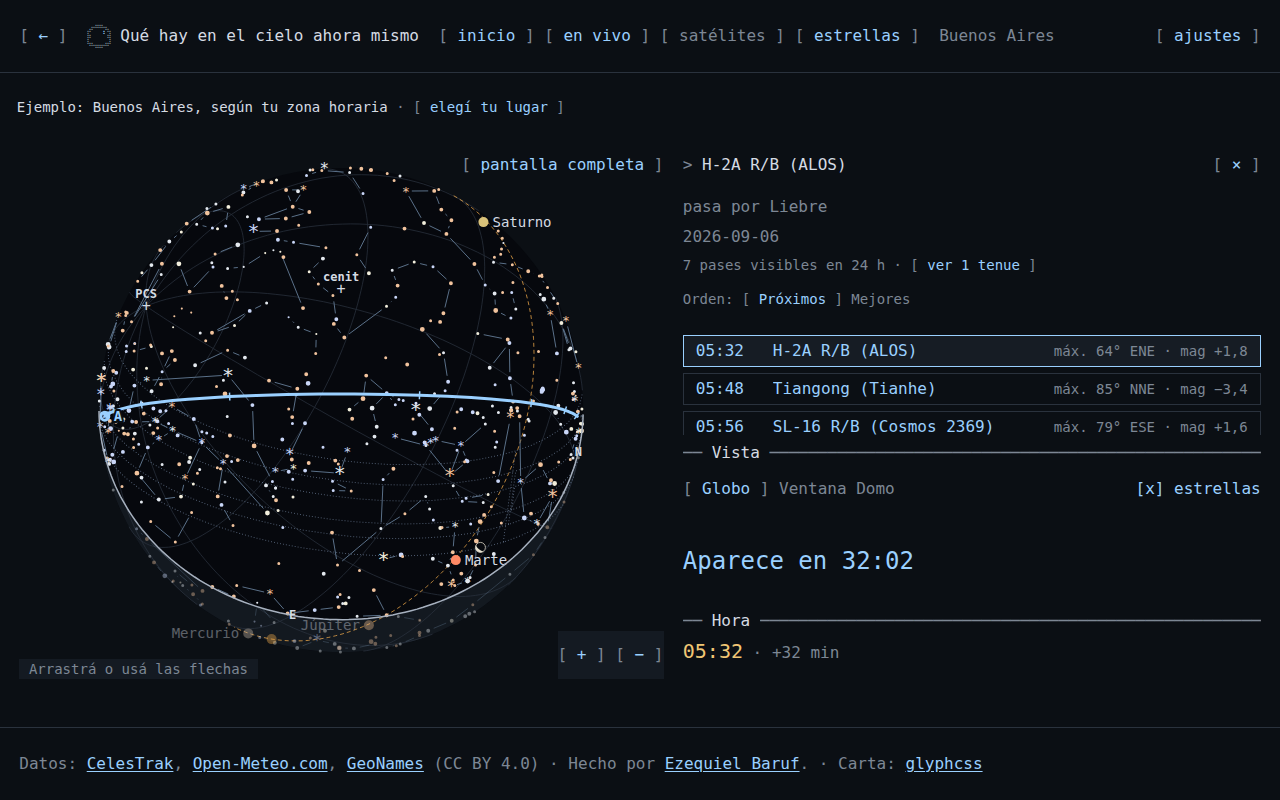 [ ← ] Qué hay en el cielo ahora mismo [ inicio ] [ en vivo ] [ satélites ] [ estrellas ] Buenos Aires [ ajustes ]
Ejemplo: Buenos Aires, según tu zona horaria · [ elegí tu lugar ]
[ pantalla completa ]
Saturno
cenit
PCS
N
Marte
E
Júpiter
Mercurio
Arrastrá o usá las flechas
[ + ] [ − ]
> H-2A R/B (ALOS) [ × ]
pasa por Liebre
2026-09-06
7 pases visibles en 24 h · [ ver 1 tenue ]
Orden: [ Próximos ] Mejores
05:32 H-2A R/B (ALOS) máx. 64° ENE · mag +1,8
05:48 Tiangong (Tianhe) máx. 85° NNE · mag −3,4
05:56 SL-16 R/B (Cosmos 2369) máx. 79° ESE · mag +1,6
Vista
[ Globo ] Ventana Domo [x] estrellas
Aparece en 32:02
Hora
05:32 · +32 min
Datos: CelesTrak, Open-Meteo.com, GeoNames (CC BY 4.0) · Hecho por Ezequiel Baruf. · Carta: glyphcss